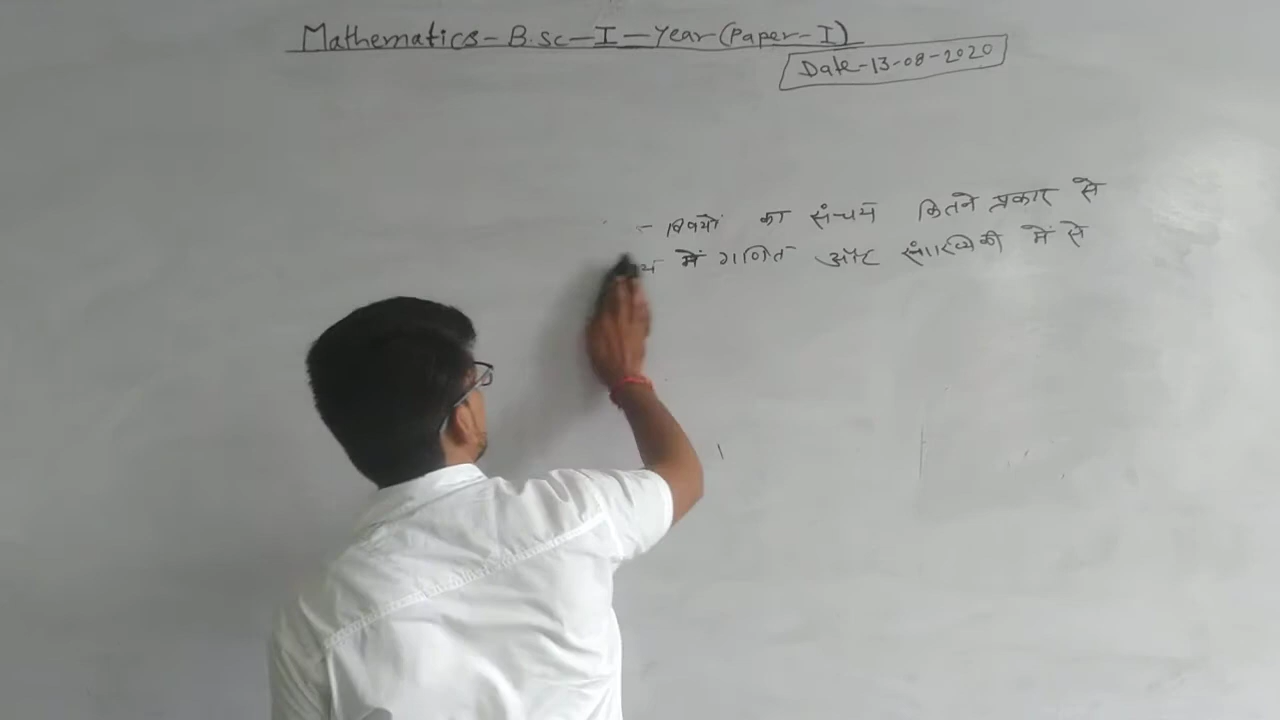 Mathematics-B.sc-I-Year(Paper-I)
Date-13-08-2020
- विषयों का संचय कितने प्रकार से
में गणित और सांख्यिकी में से